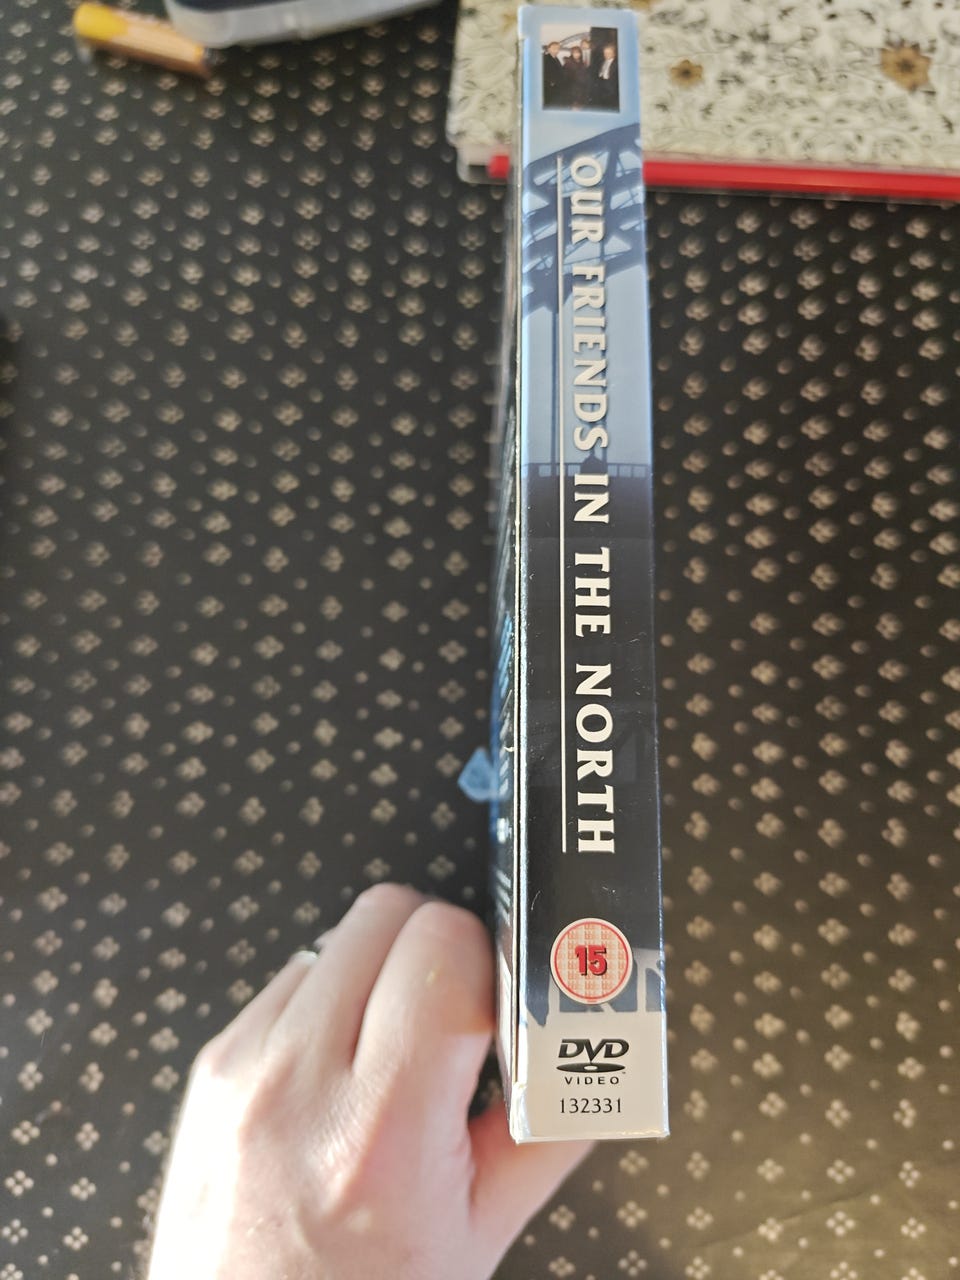 OUR FRIENDS IN THE NORTH
15
DVD
VIDEO
132331